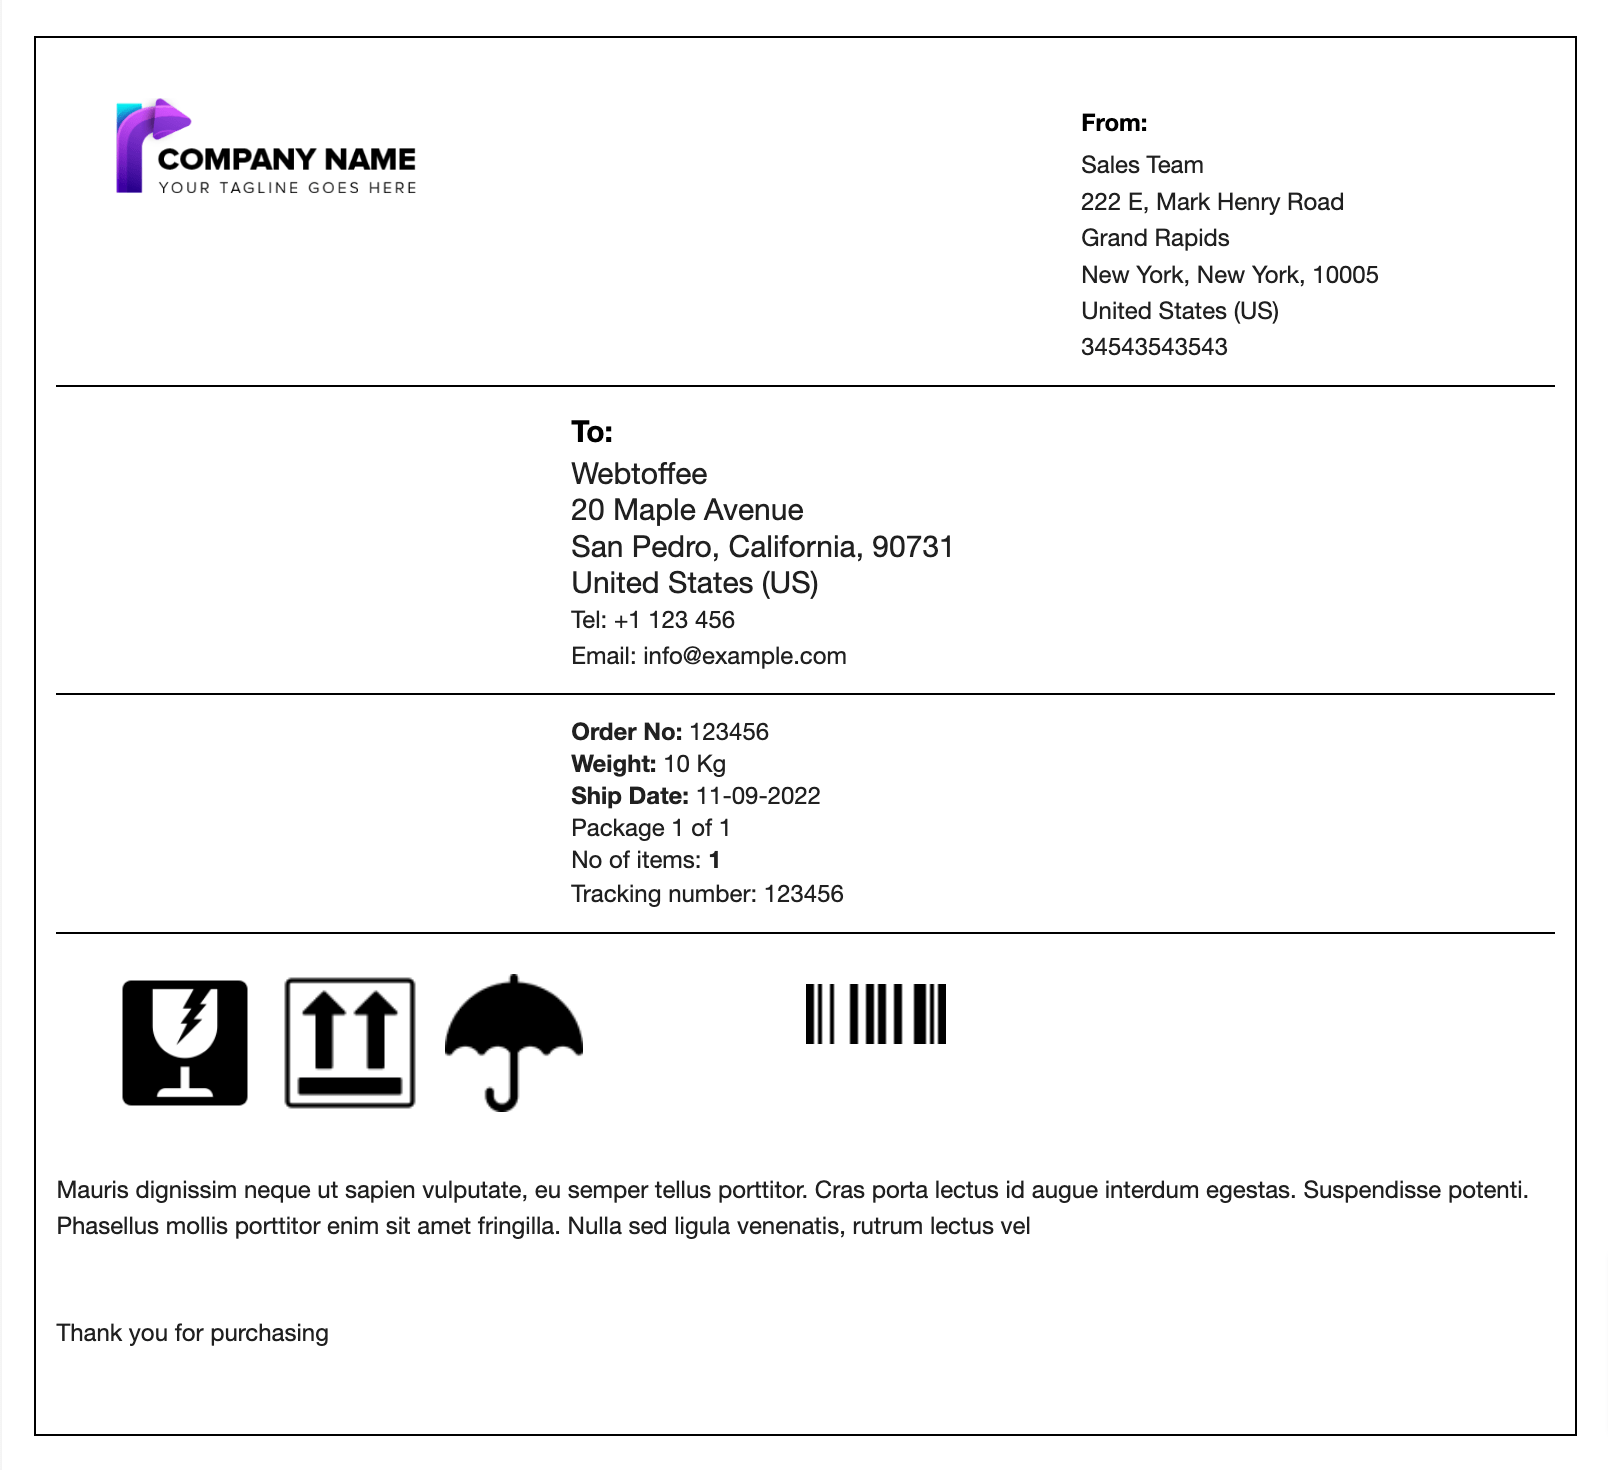 COMPANY NAME
YOUR TAGLINE GOES HERE
From:
Sales Team
222 E, Mark Henry Road
Grand Rapids
New York, New York, 10005
United States (US)
34543543543
To:
Webtoffee
20 Maple Avenue
San Pedro, California, 90731
United States (US)
Tel: +1 123 456
Email: info@example.com
Order No: 123456
Weight: 10 Kg
Ship Date: 11-09-2022
Package 1 of 1
No of items: 1
Tracking number: 123456
Mauris dignissim neque ut sapien vulputate, eu semper tellus porttitor. Cras porta lectus id augue interdum egestas. Suspendisse potenti.
Phasellus mollis porttitor enim sit amet fringilla. Nulla sed ligula venenatis, rutrum lectus vel
Thank you for purchasing